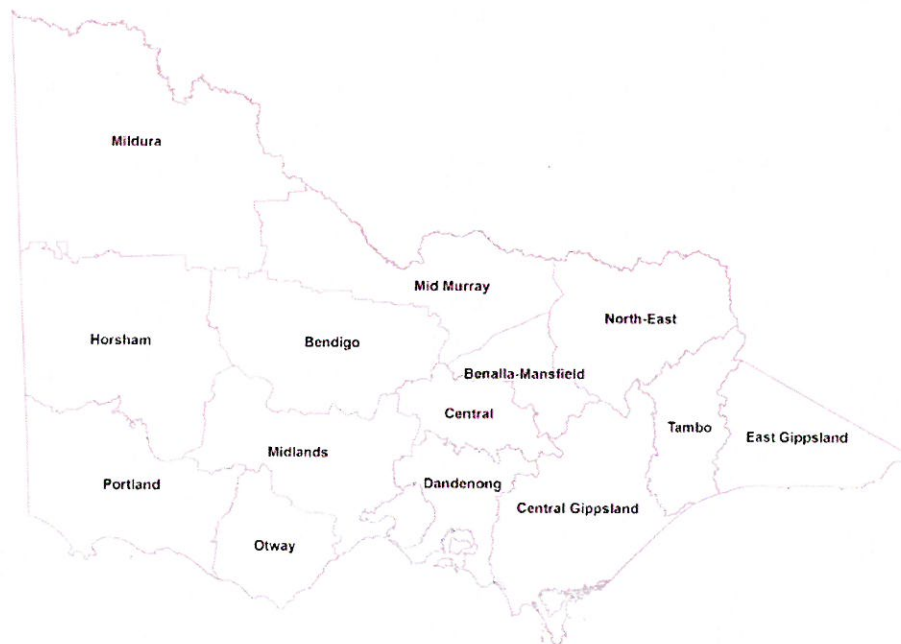 Mildura
Mid Murray
North-East
Horsham
Bendigo
Benalla-Mansfield
Central
Tambo
East Gippsland
Midlands
Portland
Dandenong
Central Gippsland
Otway